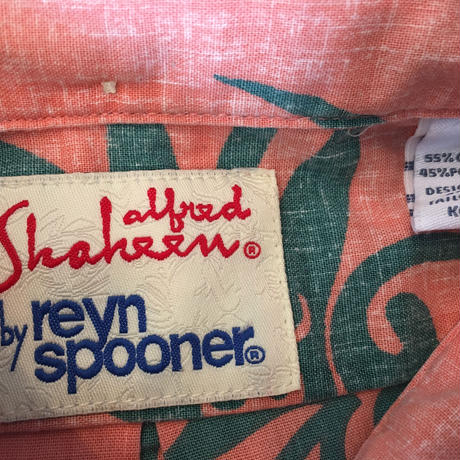 alfred
Shaheen®
by reyn
spooner®
55%
45%